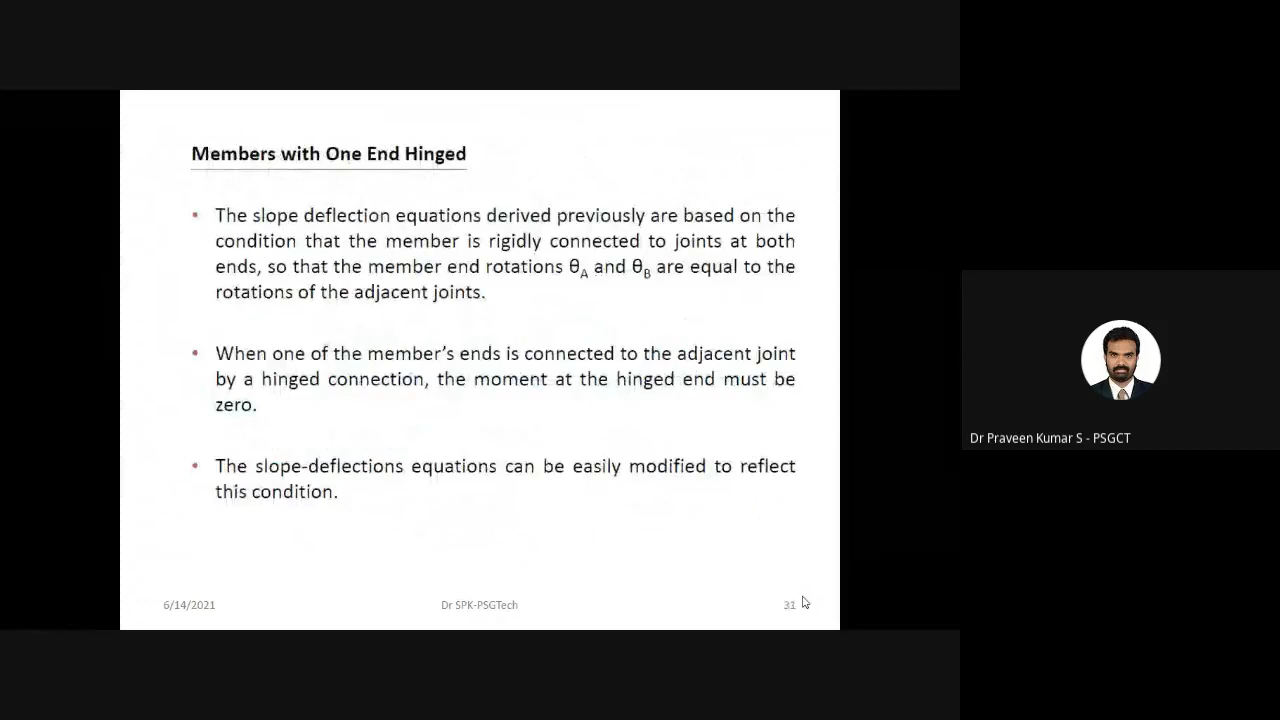 Members with One End Hinged
• The slope deflection equations derived previously are based on the
condition that the member is rigidly connected to joints at both
ends, so that the member end rotations θA and θB are equal to the
rotations of the adjacent joints.
• When one of the member’s ends is connected to the adjacent joint
by a hinged connection, the moment at the hinged end must be
zero.
• The slope-deflections equations can be easily modified to reflect
this condition.
6/14/2021
Dr SPK-PSGTech
31
Dr Praveen Kumar S - PSGCT